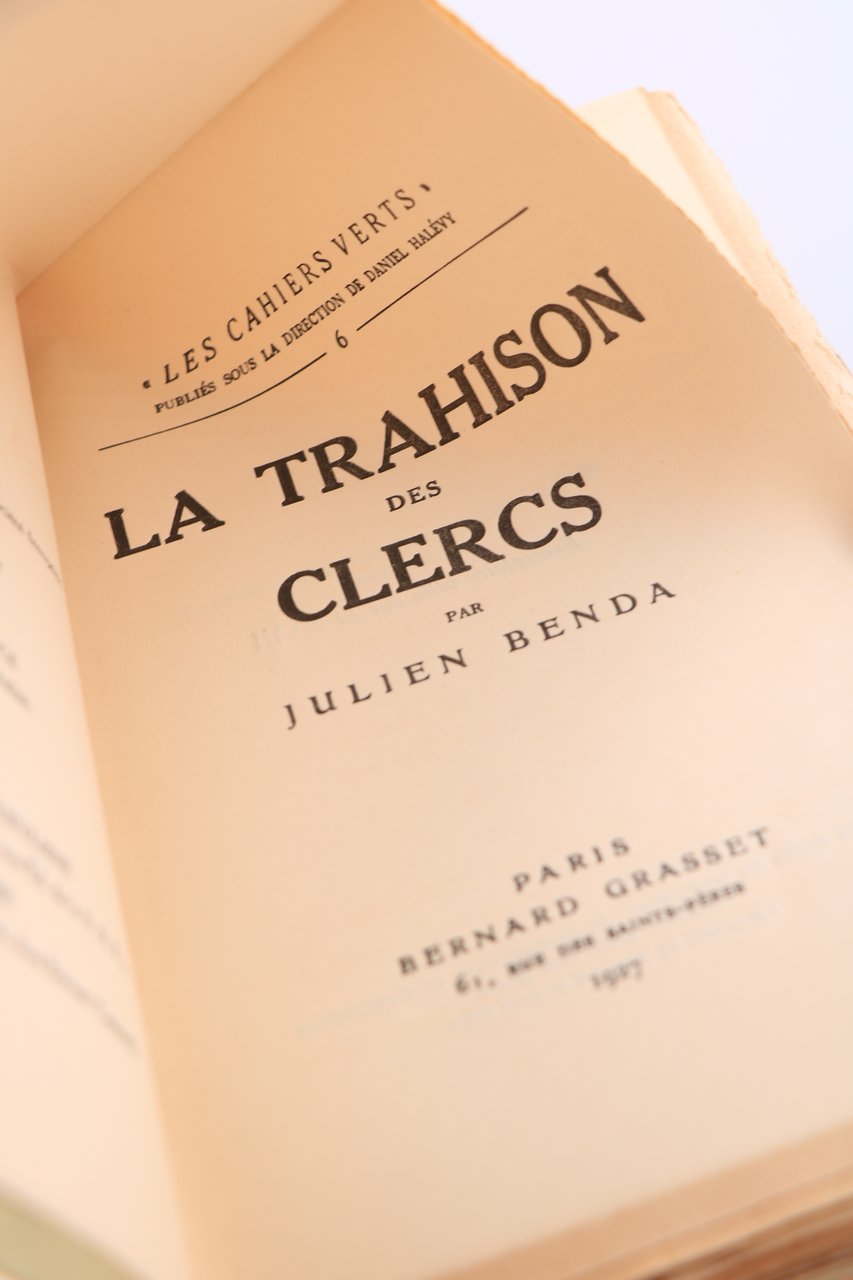 « LES CAHIERS VERTS »
PUBLIÉS SOUS LA DIRECTION DE DANIEL HALÉVY
6
LA TRAHISON
DES
CLERCS
PAR
JULIEN BENDA
PARIS
BERNARD GRASSET
61, RUE DES SAINTS-PÈRES
1927